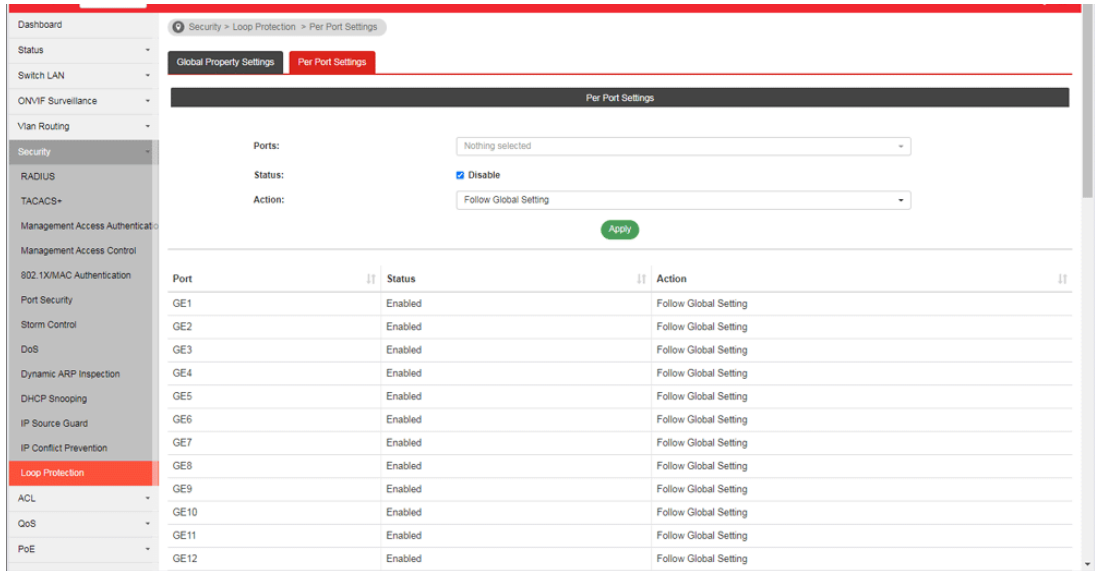 Dashboard
Status
Switch LAN
ONVIF Surveillance
Vlan Routing
Security
RADIUS
TACACS+
Management Access Authenticatio
Management Access Control
802.1X/MAC Authentication
Port Security
Storm Control
DoS
Dynamic ARP Inspection
DHCP Snooping
IP Source Guard
IP Conflict Prevention
Loop Protection
ACL
QoS
PoE
Security > Loop Protection > Per Port Settings
Global Property Settings Per Port Settings
Per Port Settings
Ports: Nothing selected
Status: Disable
Action: Follow Global Setting
Apply
Port Status Action
GE1 Enabled Follow Global Setting
GE2 Enabled Follow Global Setting
GE3 Enabled Follow Global Setting
GE4 Enabled Follow Global Setting
GE5 Enabled Follow Global Setting
GE6 Enabled Follow Global Setting
GE7 Enabled Follow Global Setting
GE8 Enabled Follow Global Setting
GE9 Enabled Follow Global Setting
GE10 Enabled Follow Global Setting
GE11 Enabled Follow Global Setting
GE12 Enabled Follow Global Setting